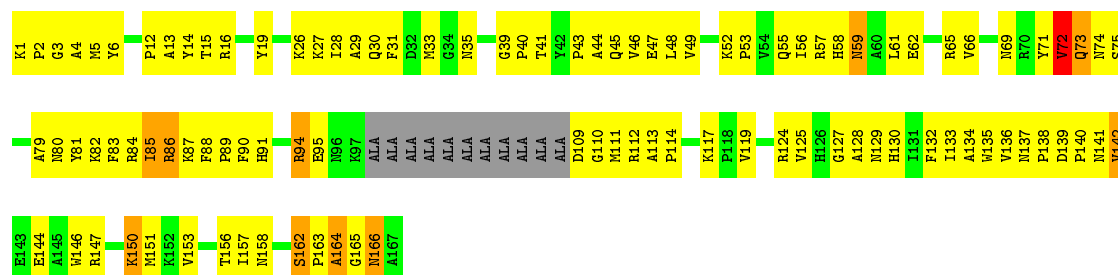 K1 P2 G3 A4 M5 Y6 P12 A13 Y14 T15 R16 Y19 K26 K27 I28 A29 Q30 F31 D32 M33 G34 N35 G39 P40 T41 Y42 P43 A44 Q45 V46 E47 L48 V49 K52 P53 V54 Q55 I56 R57 H58 N59 A60 L61 E62 R65 V66 N69 R70 Y71 V72 Q73 N74 S75
A79 N80 Y81 K82 F83 R84 I85 R86 K87 F88 P89 F90 H91 R94 E95 N96 K97 ALA ALA ALA ALA ALA ALA ALA ALA ALA ALA ALA D109 G110 M111 R112 A113 P114 K117 P118 V119 R124 V125 H126 G127 A128 N129 H130 I131 F132 I133 A134 W135 V136 N137 P138 D139 P140 N141
E143 E144 A145 W146 R147 K150 M151 K152 V153 T156 I157 N158 S162 P163 A164 G165 N166 A167